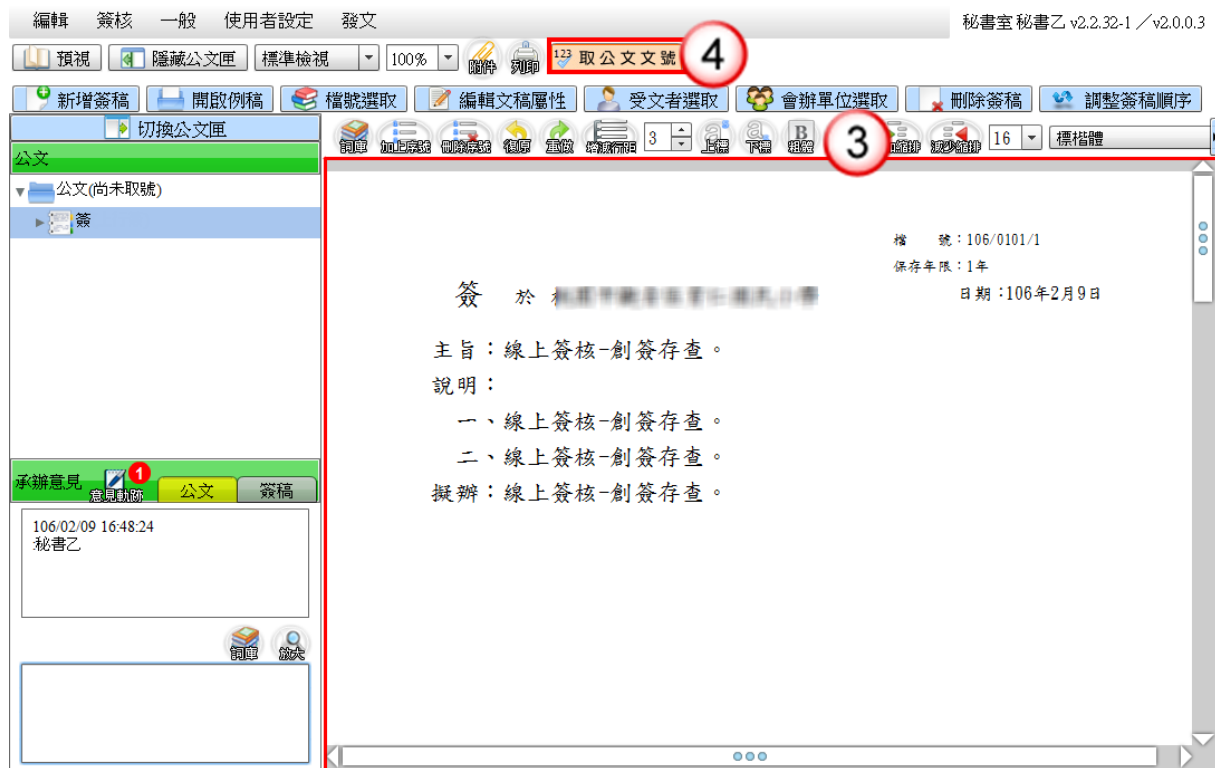 編輯 簽核 一般 使用者設定 發文 秘書室 秘書乙 v2.2.32-1／v2.0.0.3
預視 隱藏公文匣 標準檢視 100% 附件 列印 123 取公文文號 4
新增簽稿 開啟例稿 檔號選取 編輯文稿屬性 受文者選取 會辦單位選取 刪除簽稿 調整簽稿順序
切換公文匣
詞庫 加上序號 刪除序號 復原 重做 3 上標 下標 B 粗體 3 減少縮排 16 標楷體
公文
公文(尚未取號)
簽
檔 號：106/0101/1
保存年限：1年
簽 於 日期：106年2月9日
主旨：線上簽核-創簽存查。
說明：
一、線上簽核-創簽存查。
二、線上簽核-創簽存查。
擬辦：線上簽核-創簽存查。
承辦意見 意見軌跡 1 公文 簽稿
106/02/09 16:48:24
:秘書乙
詞庫 放大